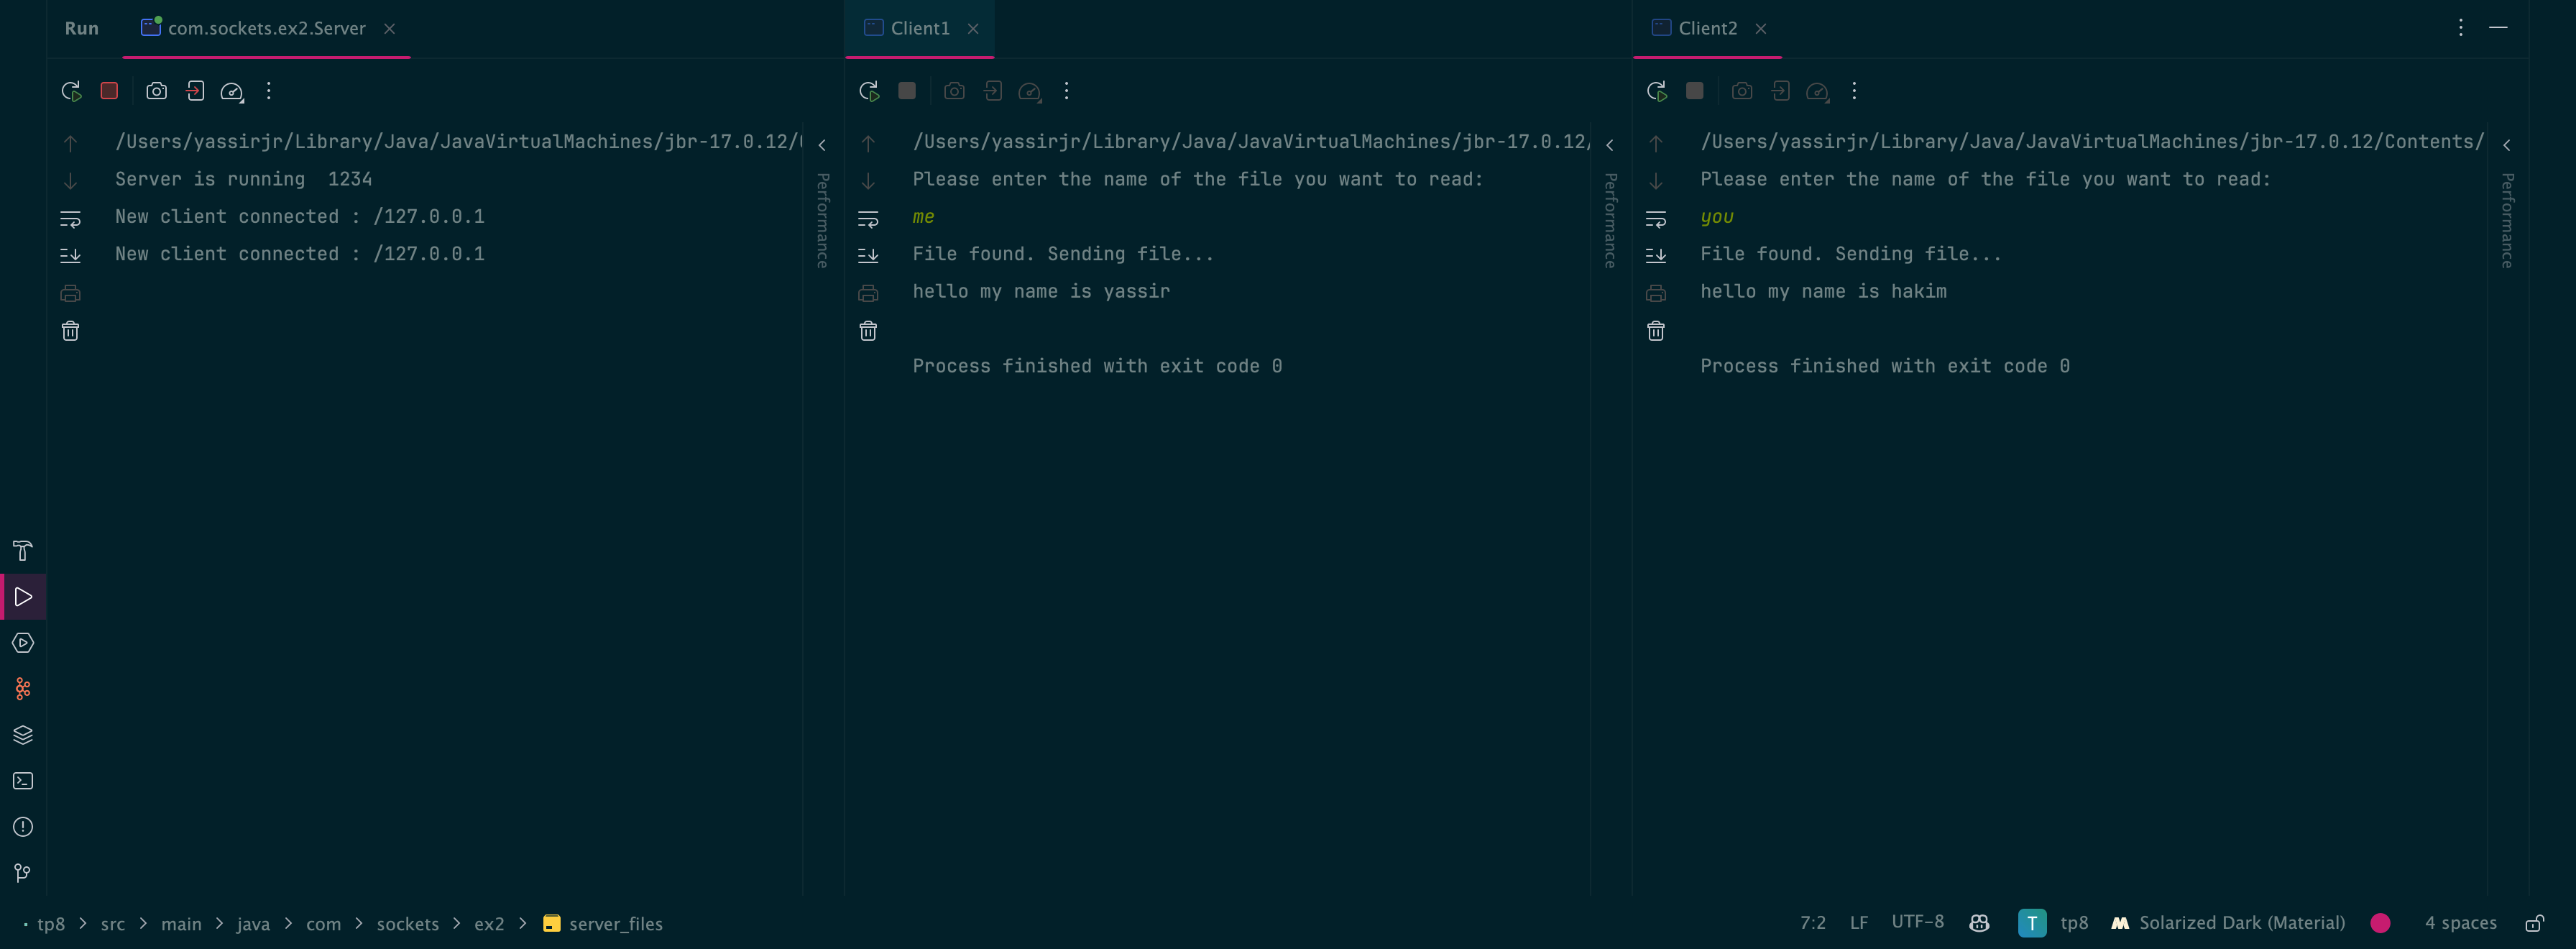 Run
com.sockets.ex2.Server
/Users/yassirjr/Library/Java/JavaVirtualMachines/jbr-17.0.12/
Server is running  1234
New client connected : /127.0.0.1
New client connected : /127.0.0.1
Performance
Client1
/Users/yassirjr/Library/Java/JavaVirtualMachines/jbr-17.0.12/
Please enter the name of the file you want to read:
me
File found. Sending file...
hello my name is yassir
Process finished with exit code 0
Performance
Client2
/Users/yassirjr/Library/Java/JavaVirtualMachines/jbr-17.0.12/Contents/
Please enter the name of the file you want to read:
you
File found. Sending file...
hello my name is hakim
Process finished with exit code 0
Performance
tp8 > src > main > java > com > sockets > ex2 > server_files
7:2 LF UTF-8 T tp8 Solarized Dark (Material) 4 spaces